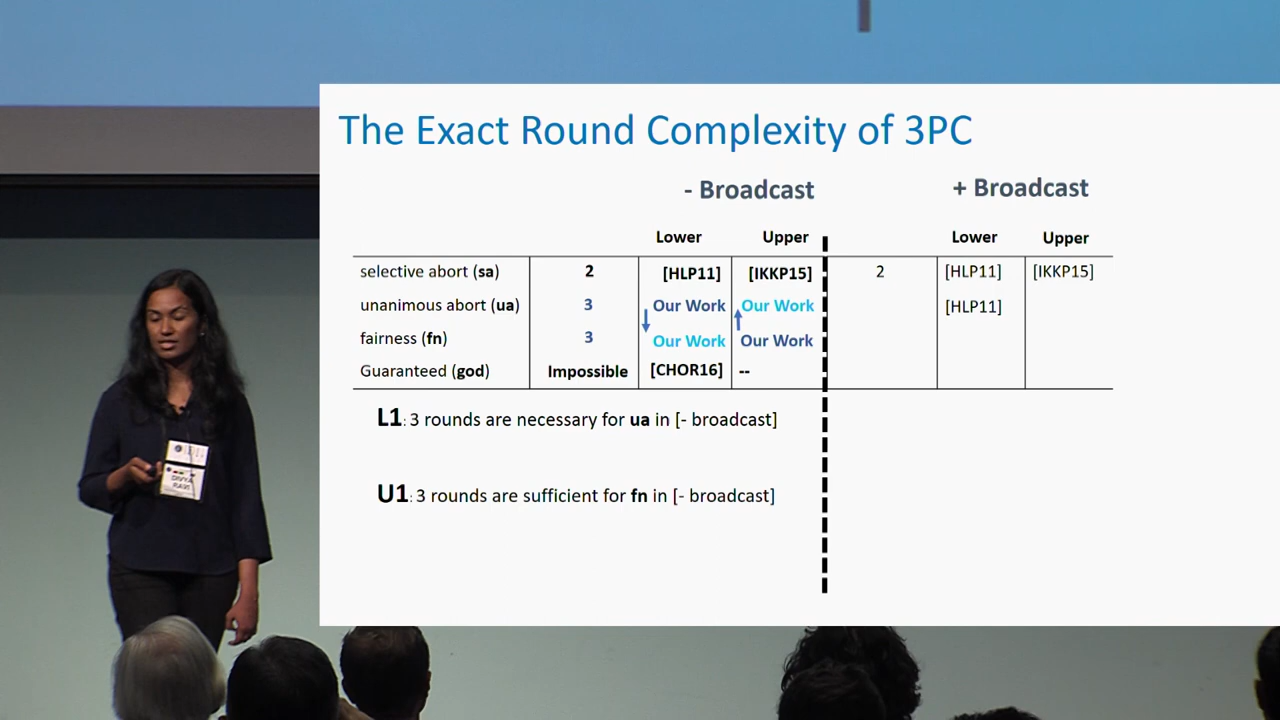 The Exact Round Complexity of 3PC
- Broadcast + Broadcast
Lower Upper Lower Upper
selective abort (sa) 2 [HLP11] [IKKP15] 2 [HLP11] [IKKP15]
unanimous abort (ua) 3 Our Work Our Work [HLP11]
fairness (fn) 3 Our Work Our Work
Guaranteed (god) Impossible [CHOR16] --
L1: 3 rounds are necessary for ua in [- broadcast]
U1: 3 rounds are sufficient for fn in [- broadcast]
DIVYA
RAVI